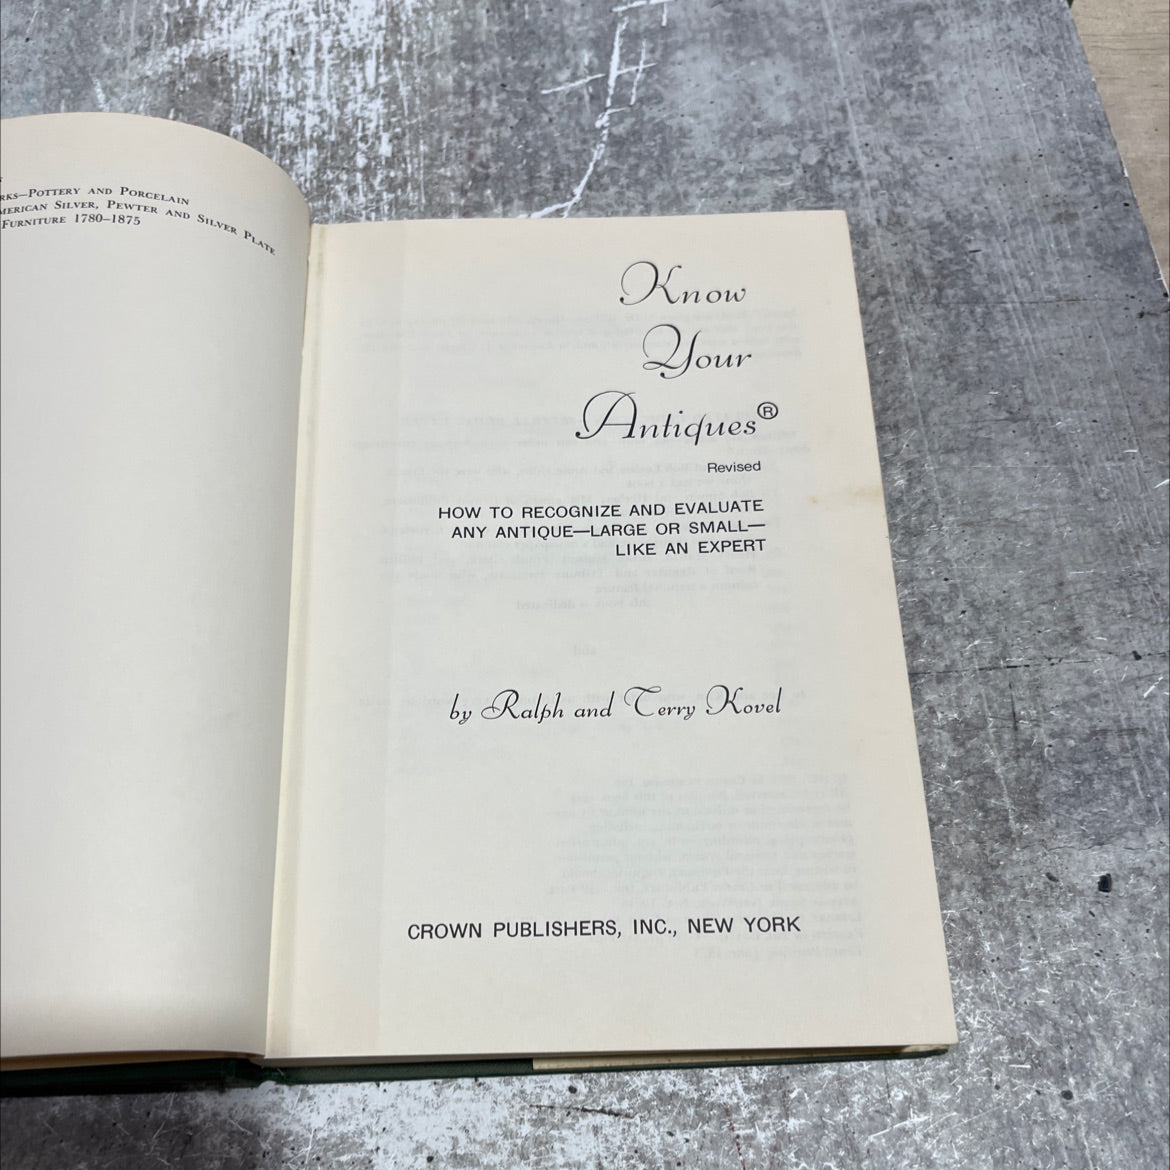 RKS—POTTERY AND PORCELAIN
MERICAN SILVER, PEWTER AND SILVER PLATE
FURNITURE 1780–1875
Know
Your
Antiques®
Revised
HOW TO RECOGNIZE AND EVALUATE
ANY ANTIQUE—LARGE OR SMALL—
LIKE AN EXPERT
by Ralph and Terry Kovel
CROWN PUBLISHERS, INC., NEW YORK